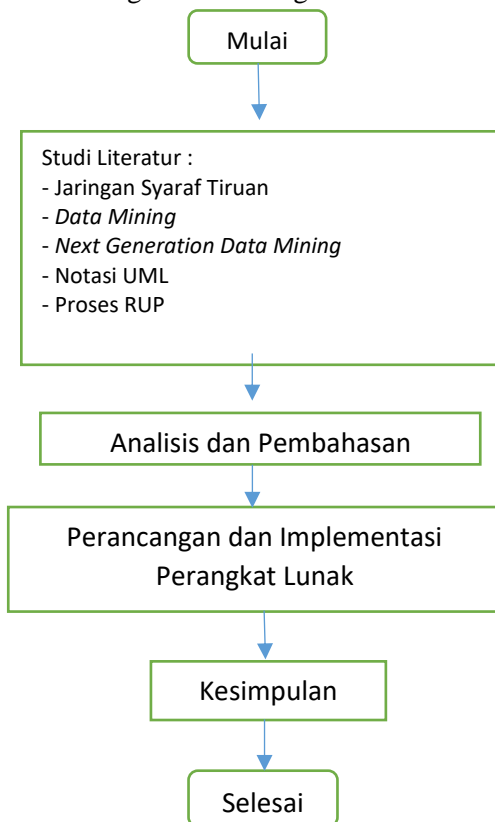 Mulai
Studi Literatur :
- Jaringan Syaraf Tiruan
- Data Mining
- Next Generation Data Mining
- Notasi UML
- Proses RUP
Analisis dan Pembahasan
Perancangan dan Implementasi
Perangkat Lunak
Kesimpulan
Selesai